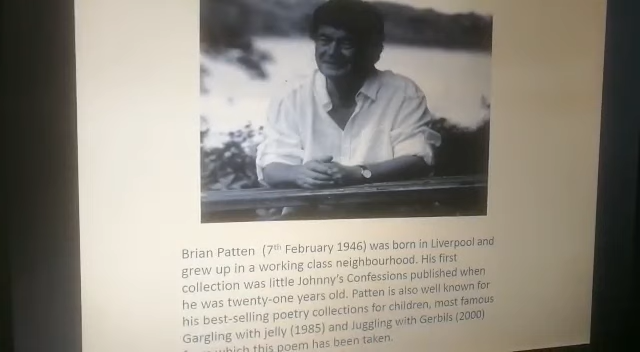 Brian Patten (7th February 1946) was born in Liverpool and
grew up in a working class neighbourhood. His first
collection was little Johnny's Confessions published when
he was twenty-one years old. Patten is also well known for
his best-selling poetry collections for children, most famous
Gargling with jelly (1985) and Juggling with Gerbils (2000)
from which this poem has been taken.